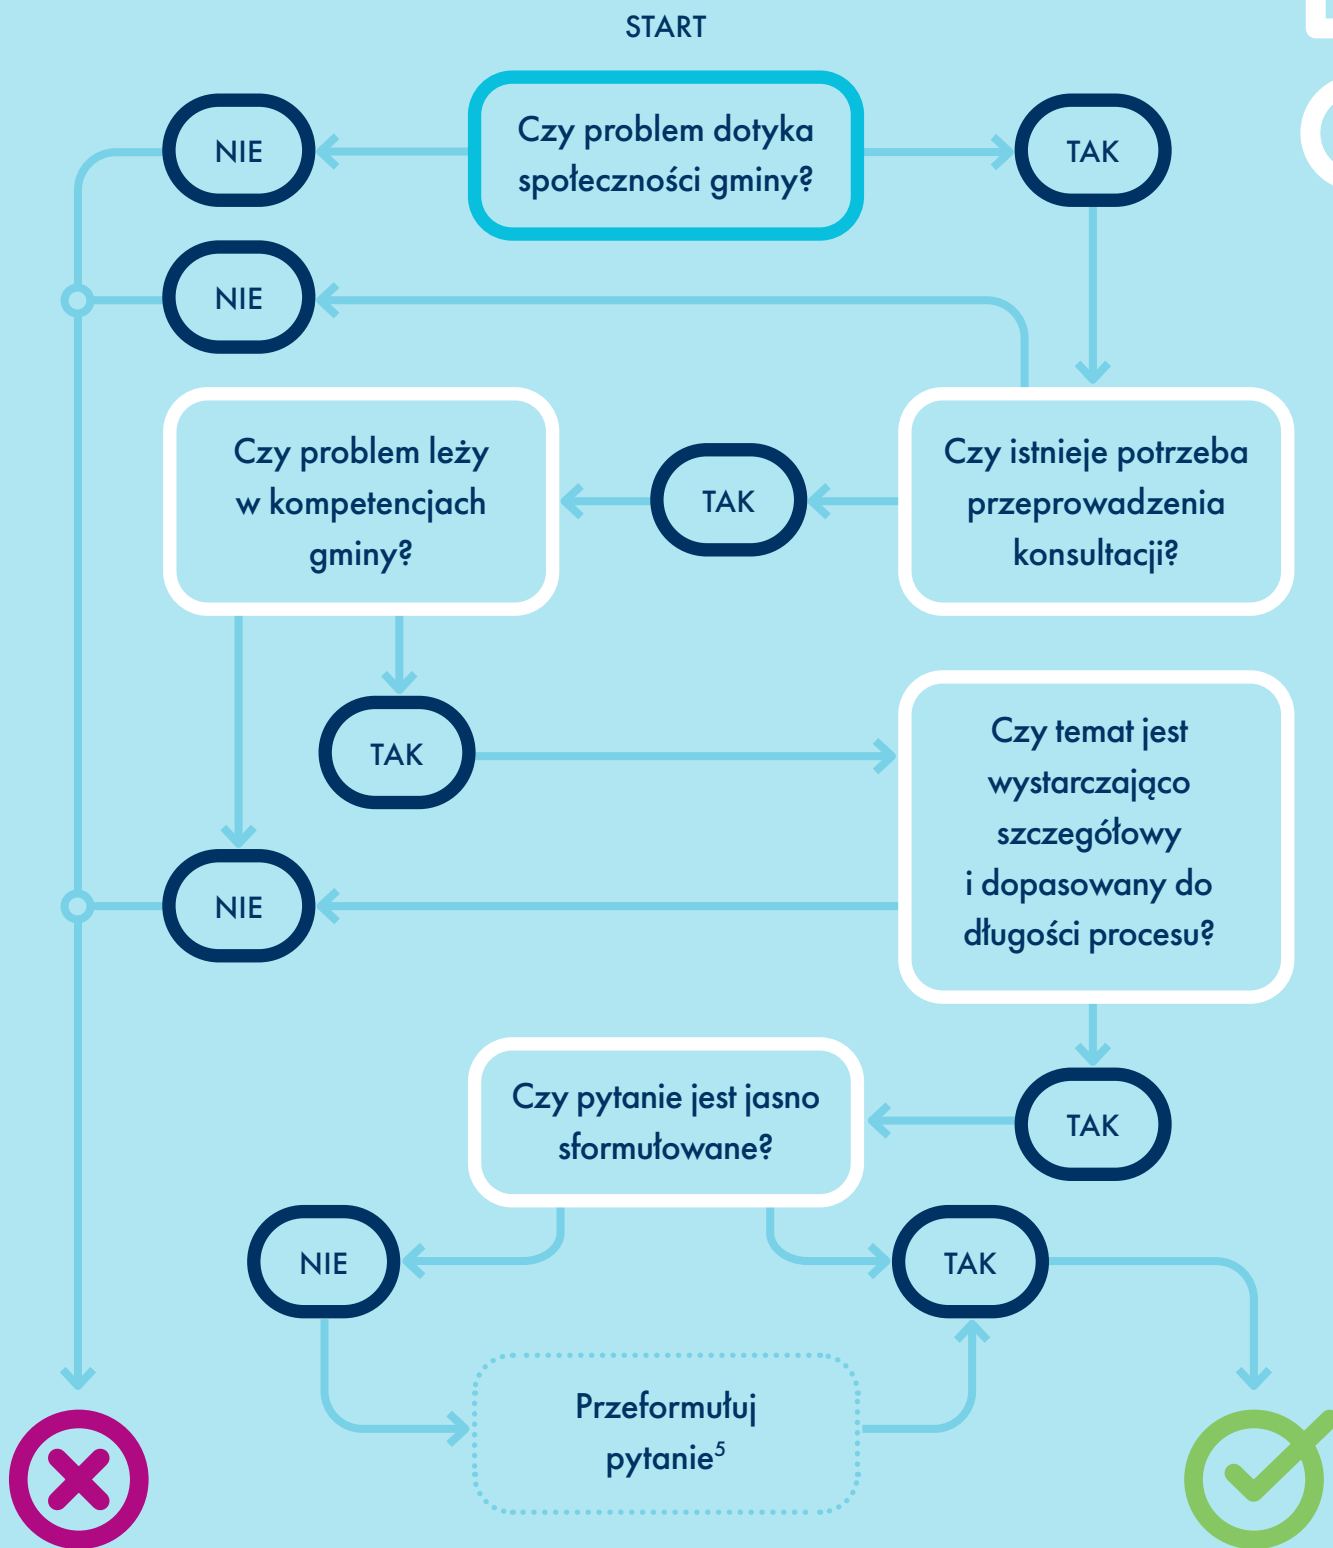 START
NIE
Czy problem dotyka
społeczności gminy?
TAK
NIE
Czy problem leży
w kompetencjach
gminy?
TAK
Czy istnieje potrzeba
przeprowadzenia
konsultacji?
TAK
Czy temat jest
wystarczająco
szczegółowy
i dopasowany do
długości procesu?
NIE
Czy pytanie jest jasno
sformułowane?
TAK
NIE
TAK
Przeformułuj
pytanie⁵